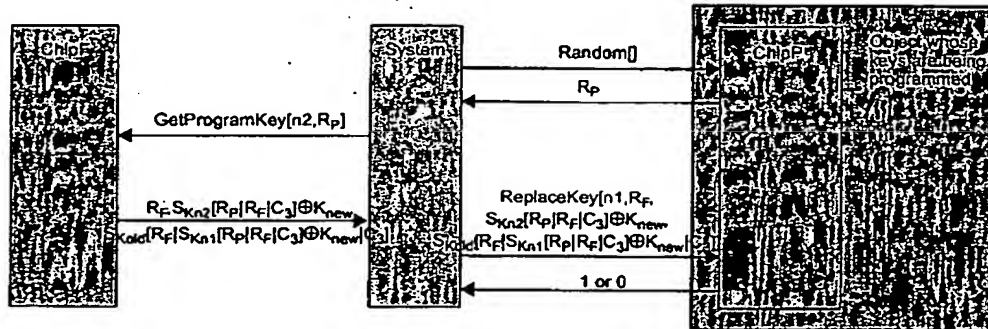 ChipF
System
ChipP
Object whose
keys are being
programmed
Random[]
RP
GetProgramKey[n2,RP]
RF, SKn2[RP|RF|C3]⊕Knew
SKold[RF|SKn1[RP|RF|C3]⊕Knew|C3]
ReplaceKey[n1,RF,
SKn2[RP|RF|C3]⊕Knew,
SKold[RF|SKn1[RP|RF|C3]⊕Knew|C3]
1 or 0